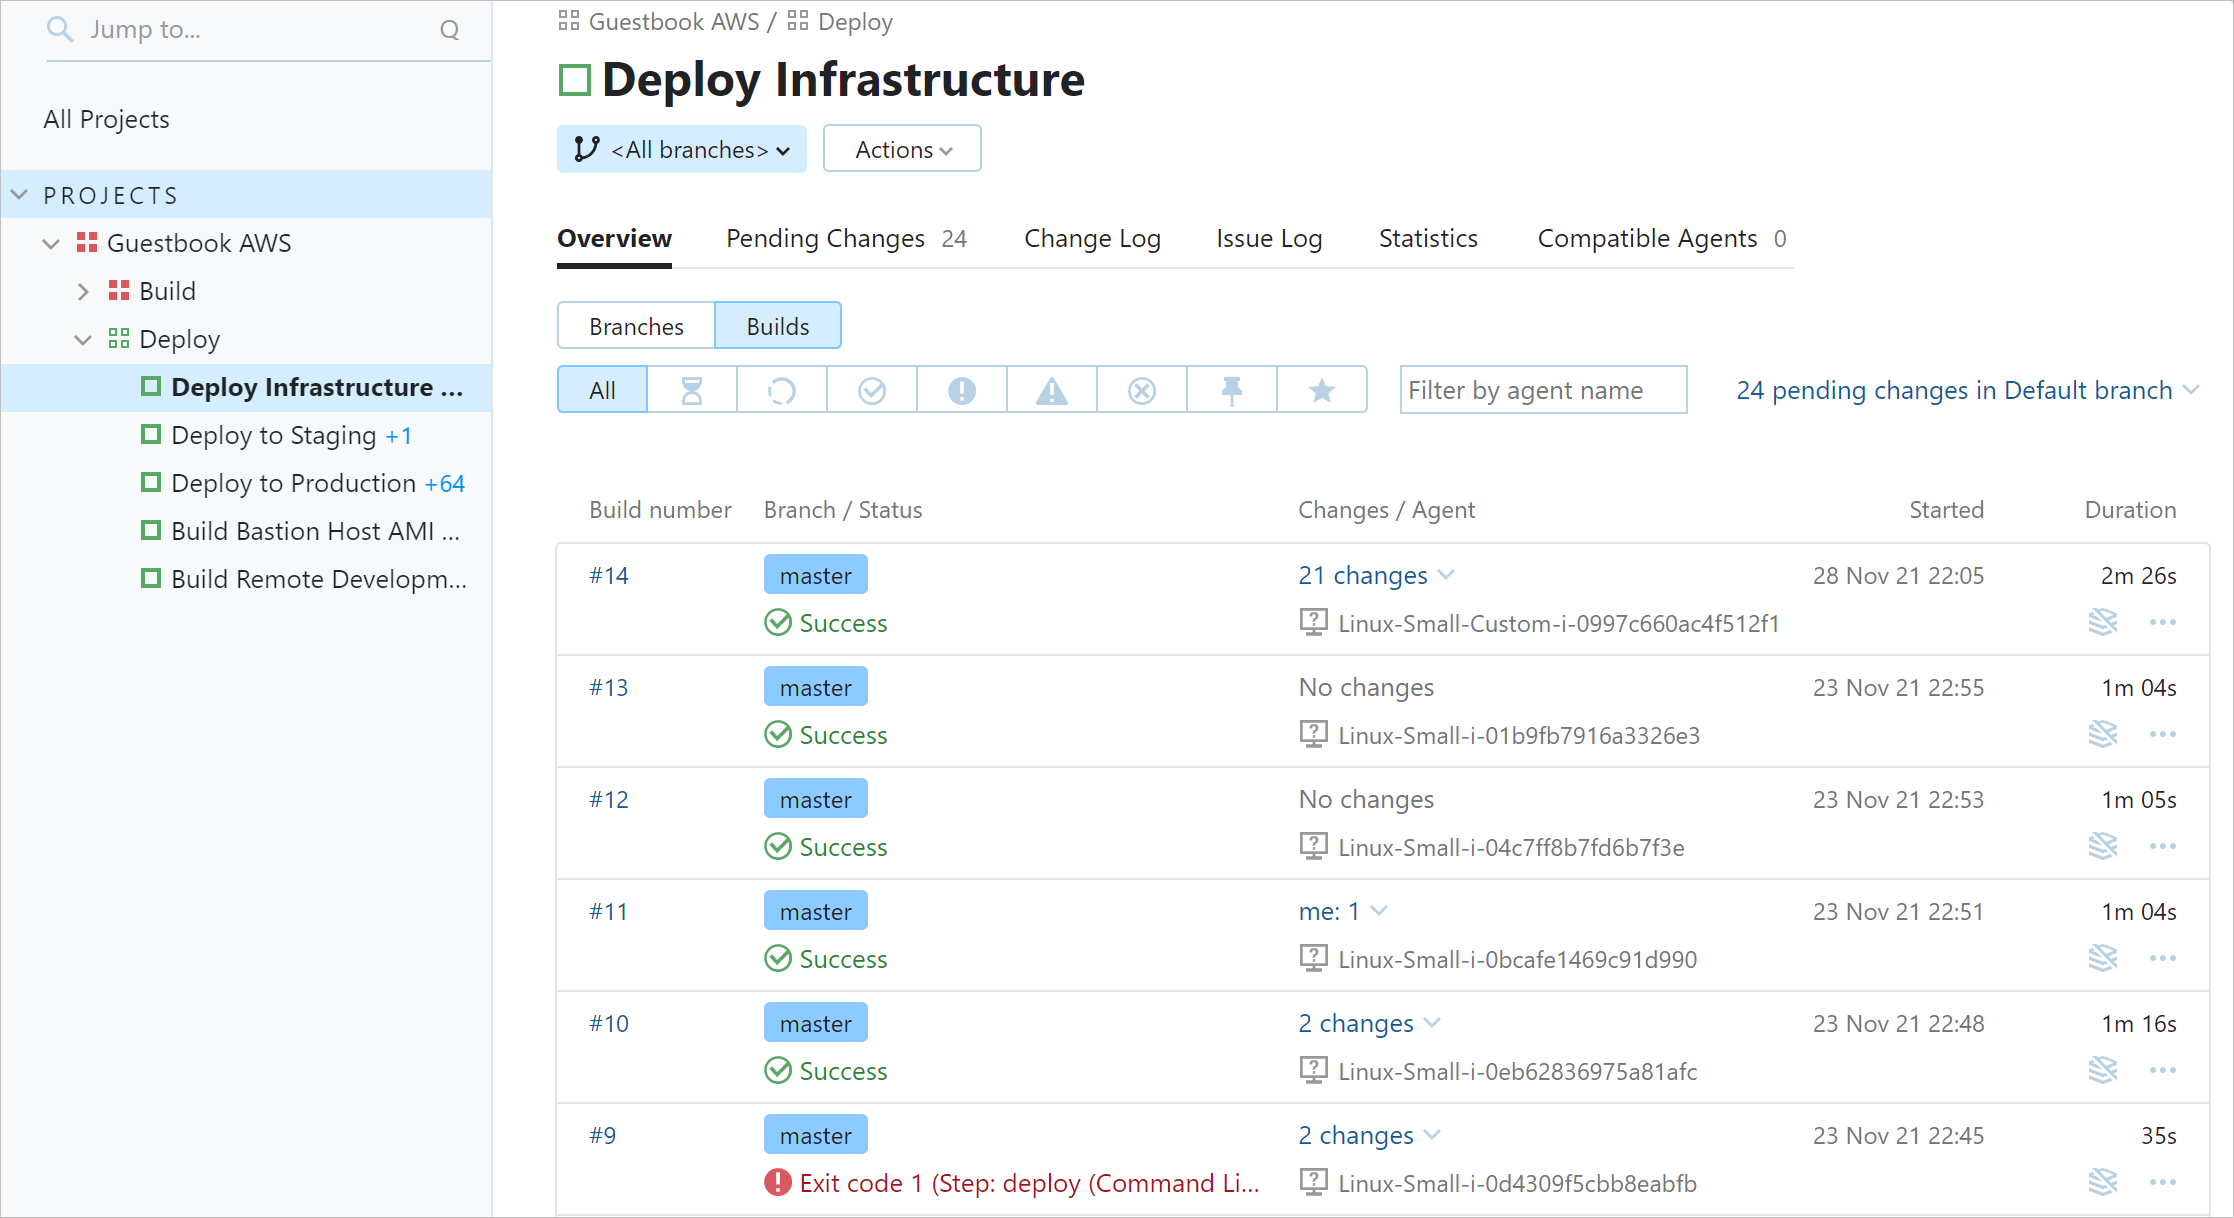 Jump to... Q
All Projects
PROJECTS
Guestbook AWS
Build
Deploy
Deploy Infrastructure ...
Deploy to Staging +1
Deploy to Production +64
Build Bastion Host AMI ...
Build Remote Developm...
Guestbook AWS / Deploy
Deploy Infrastructure
<All branches> Actions
Overview Pending Changes 24 Change Log Issue Log Statistics Compatible Agents 0
Branches Builds
All Filter by agent name 24 pending changes in Default branch
Build number Branch / Status Changes / Agent Started Duration
#14 master 21 changes 28 Nov 21 22:05 2m 26s
Success Linux-Small-Custom-i-0997c660ac4f512f1
#13 master No changes 23 Nov 21 22:55 1m 04s
Success Linux-Small-i-01b9fb7916a3326e3
#12 master No changes 23 Nov 21 22:53 1m 05s
Success Linux-Small-i-04c7ff8b7fd6b7f3e
#11 master me: 1 23 Nov 21 22:51 1m 04s
Success Linux-Small-i-0bcafe1469c91d990
#10 master 2 changes 23 Nov 21 22:48 1m 16s
Success Linux-Small-i-0eb62836975a81afc
#9 master 2 changes 23 Nov 21 22:45 35s
Exit code 1 (Step: deploy (Command Li... Linux-Small-i-0d4309f5cbb8eabfb